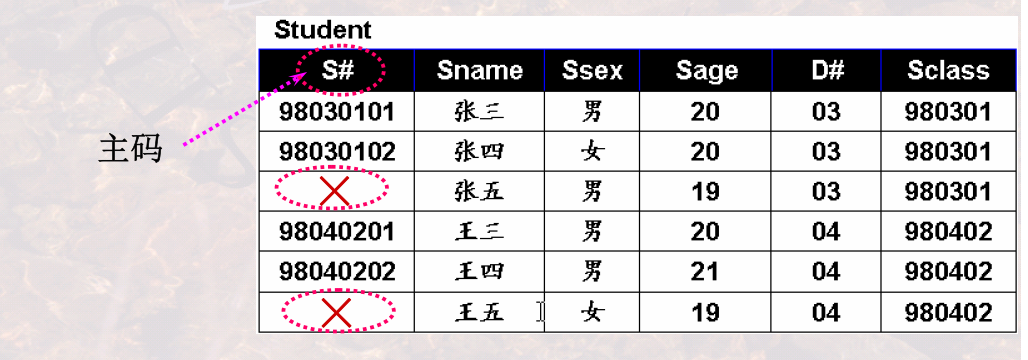 Student
S# Sname Ssex Sage D# Sclass
98030101 张三 男 20 03 980301
主码
98030102 张四 女 20 03 980301
张五 男 19 03 980301
98040201 王三 男 20 04 980402
98040202 王四 男 21 04 980402
王五 女 19 04 980402